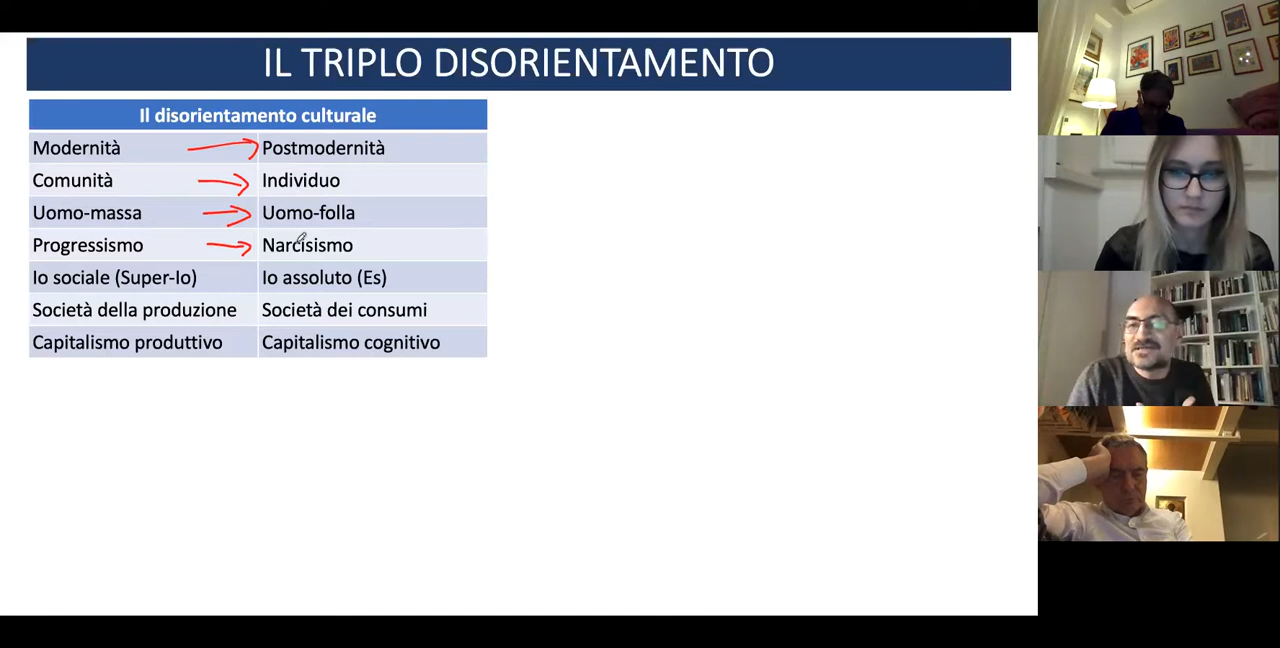 IL TRIPLO DISORIENTAMENTO
Il disorientamento culturale
Modernità Postmodernità
Comunità Individuo
Uomo-massa Uomo-folla
Progressismo Narcisismo
Io sociale (Super-Io) Io assoluto (Es)
Società della produzione Società dei consumi
Capitalismo produttivo Capitalismo cognitivo